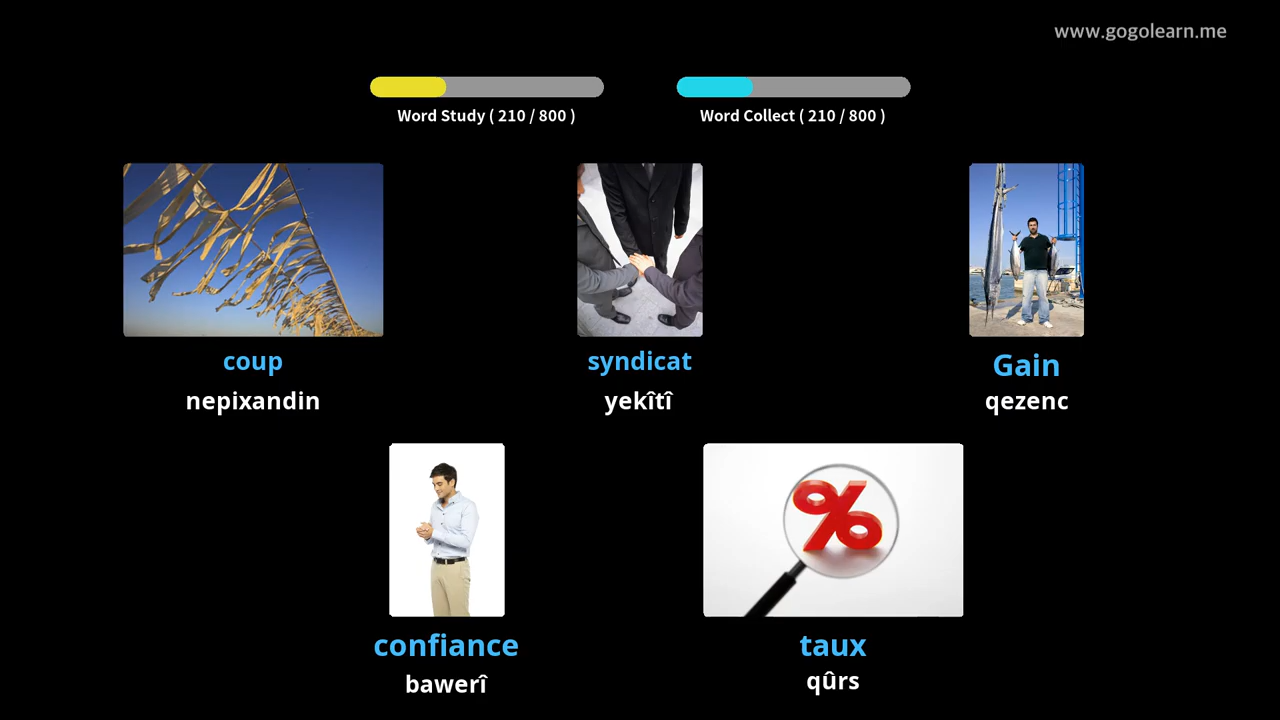 www.gogolearn.me
Word Study ( 210 / 800 )
Word Collect ( 210 / 800 )
coup
nepixandin
syndicat
yekîtî
Gain
qezenc
confiance
bawerî
taux
qûrs